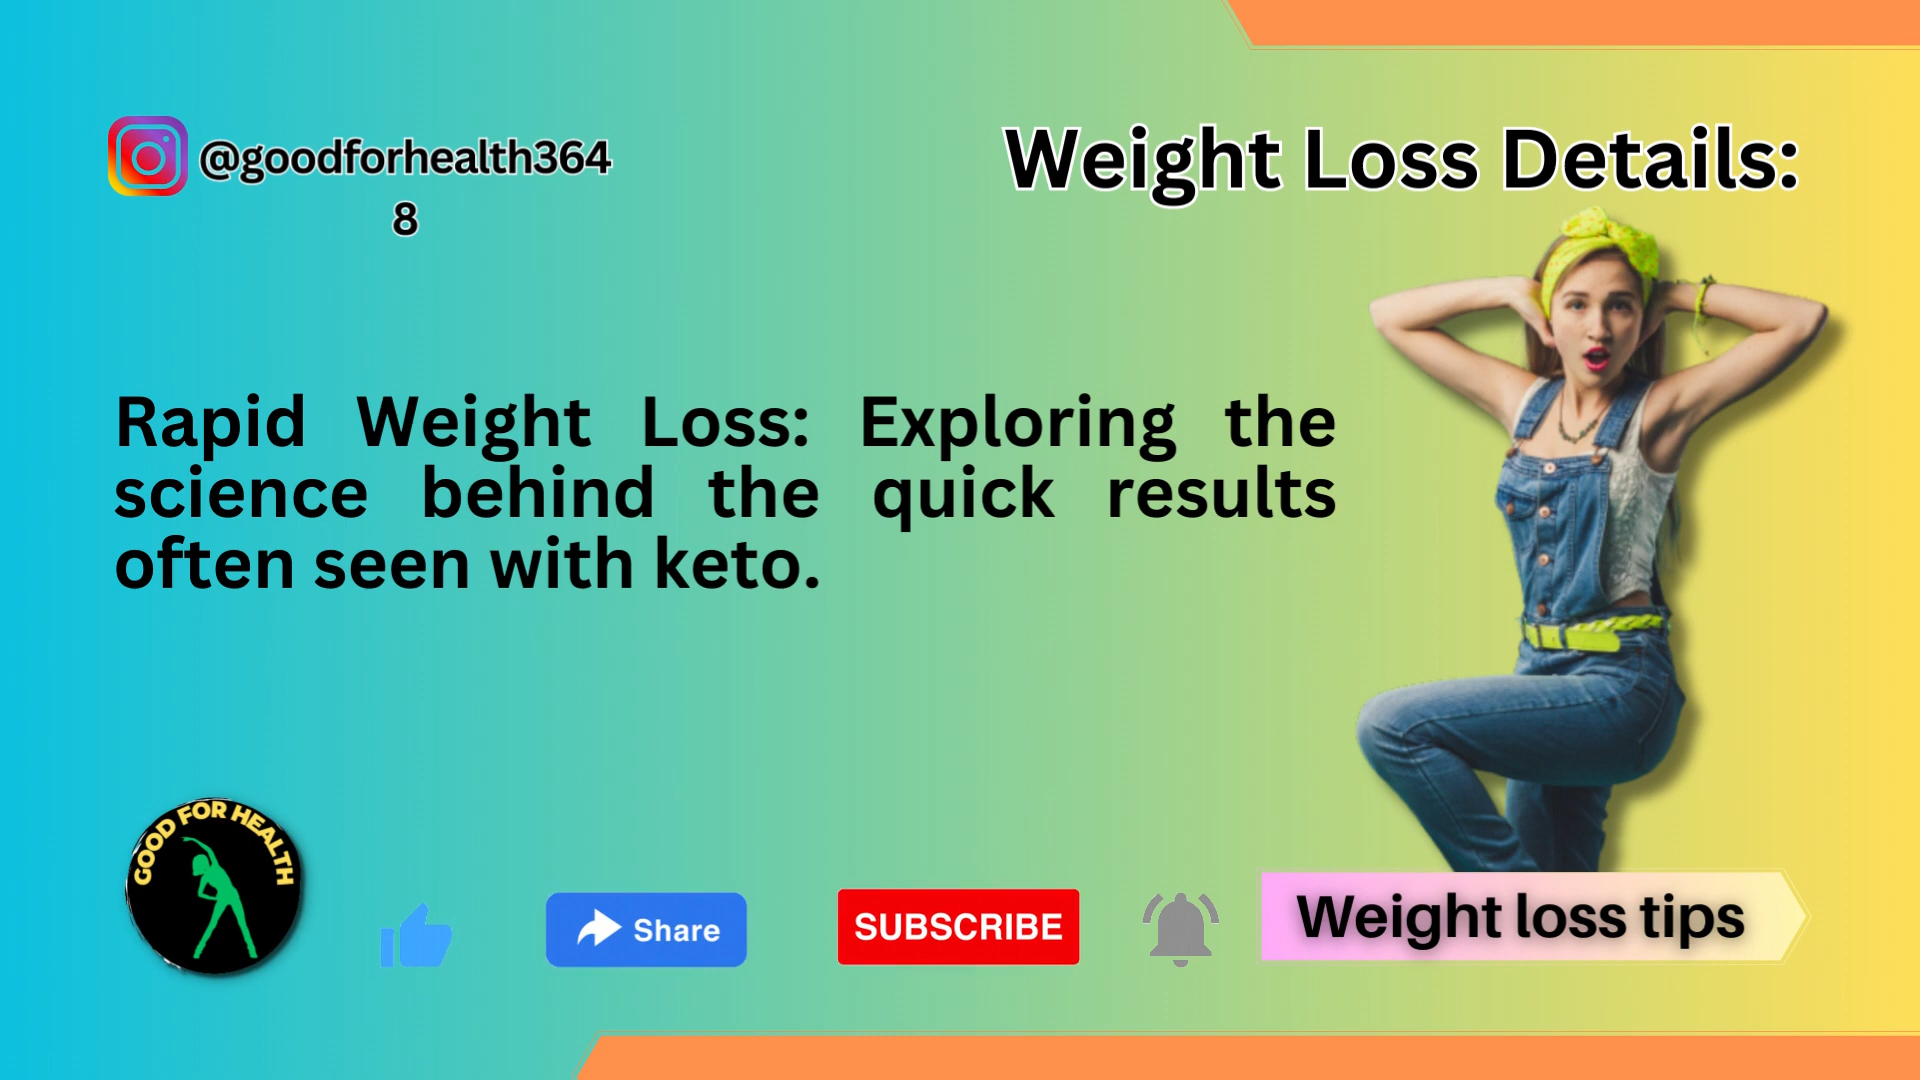 @goodforhealth364
8
Weight Loss Details:
Rapid Weight Loss: Exploring the
science behind the quick results
often seen with keto.
GOOD FOR HEALTH
Share
SUBSCRIBE
Weight loss tips